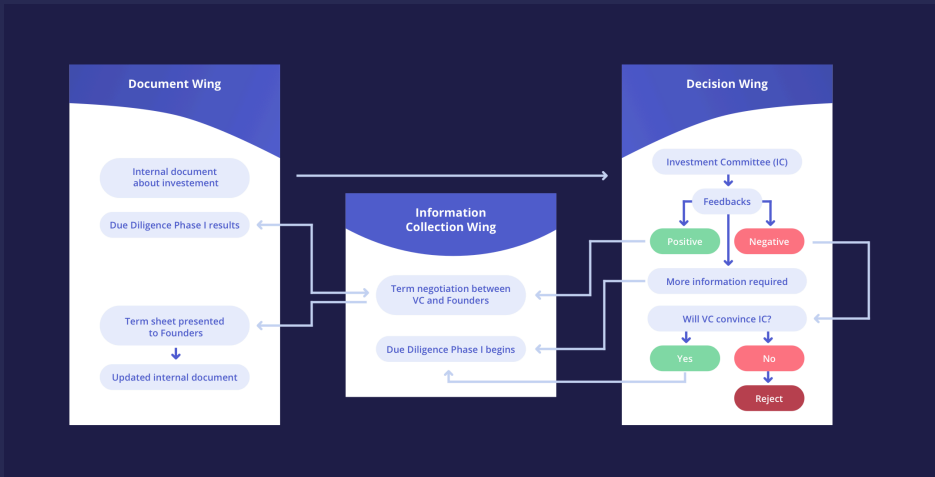 Document Wing
Internal document
about investement
Due Diligence Phase I results
Term sheet presented
to Founders
Updated internal document
Information
Collection Wing
Term negotiation between
VC and Founders
Due Diligence Phase I begins
Decision Wing
Investment Committee (IC)
Feedbacks
Positive
Negative
More information required
Will VC convince IC?
Yes
No
Reject